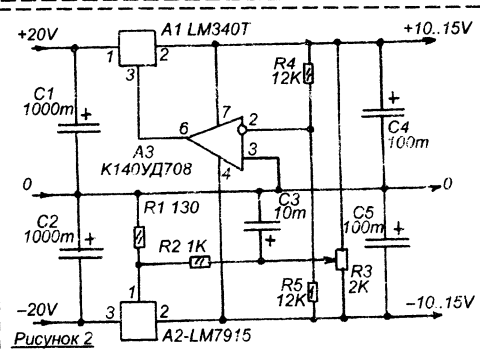 A1 LM340T
+20V
+10..15V
1
2
3
R4
12K
C1
1000m
7
6
2
3
4
A3
К140УД708
C4
100m
0
0
C2
1000m
R1 130
C3
10m
C5
100m
R2 1K
R3
2K
R5
12K
1
-20V
3
2
-10..15V
A2-LM7915
Рисунок 2